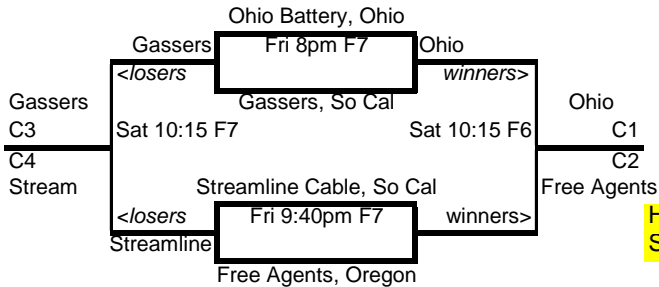 Ohio Battery, Ohio
Gassers Fri 8pm F7 Ohio
<losers winners>
Gassers Gassers, So Cal Ohio
C3 Sat 10:15 F7 Sat 10:15 F6 C1
C4 C2
Stream Streamline Cable, So Cal Free Agents
<losers Fri 9:40pm F7 winners>
Streamline
Free Agents, Oregon